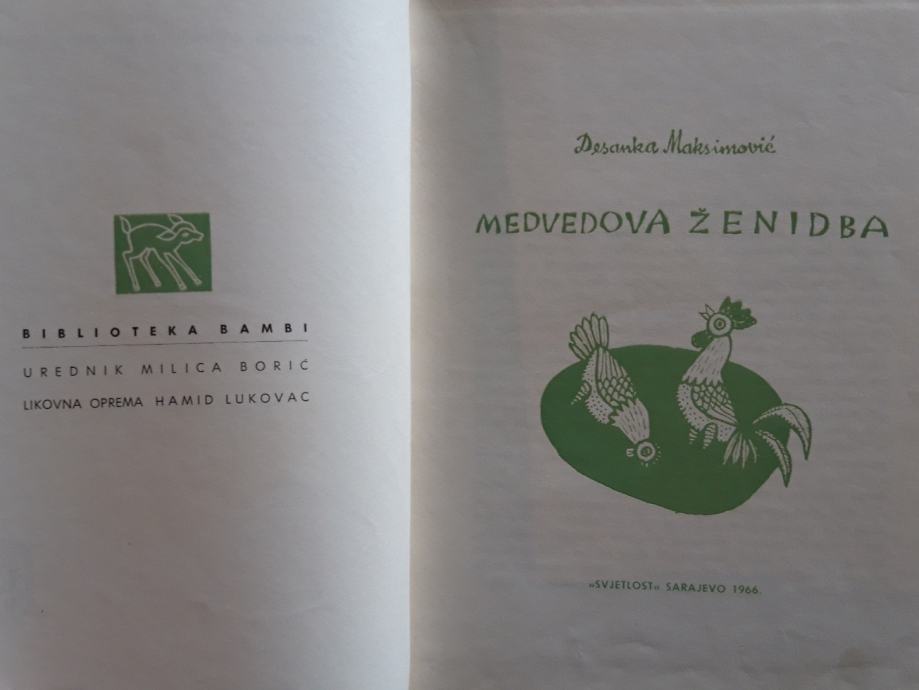 BIBLIOTEKA BAMBI
UREDNIK MILICA BORIĆ
LIKOVNA OPREMA HAMID LUKOVAC
Desanka Maksimović
MEDVEDOVA ŽENIDBA
»SVJETLOST« SARAJEVO 1966.